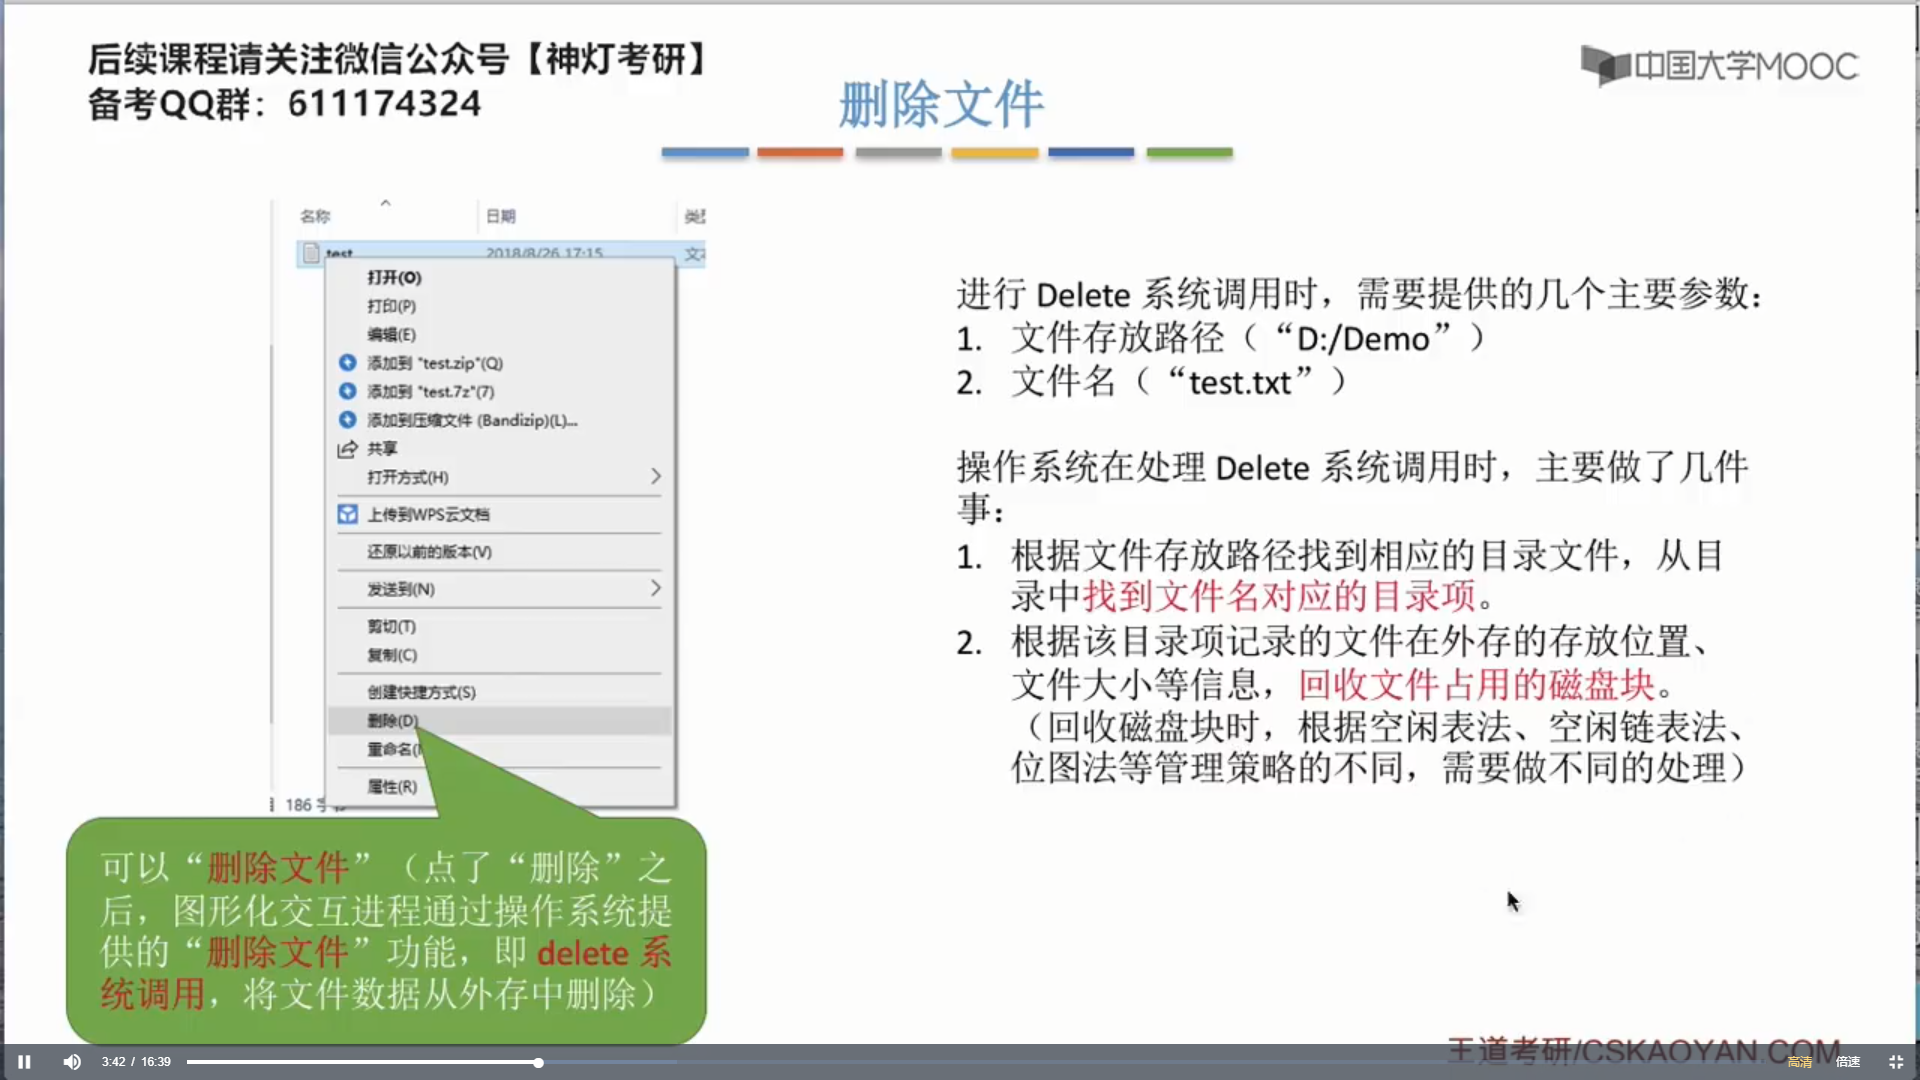 后续课程请关注微信公众号【神灯考研】
备考QQ群：611174324
中国大学MOOC
删除文件
名称
日期
test
2018/8/26 17:15
打开(O)
打印(P)
编辑(E)
添加到 "test.zip"(Q)
添加到 "test.7z"(7)
添加到压缩文件 (Bandizip)(L)...
共享
打开方式(H)
上传到WPS云文档
还原以前的版本(V)
发送到(N)
剪切(T)
复制(C)
创建快捷方式(S)
删除(D)
重命名(
属性(R)
186
可以“删除文件”（点了“删除”之
后，图形化交互进程通过操作系统提
供的“删除文件”功能，即 delete 系
统调用，将文件数据从外存中删除）
进行 Delete 系统调用时，需要提供的几个主要参数：
1. 文件存放路径（“D:/Demo”）
2. 文件名（“test.txt”）
操作系统在处理 Delete 系统调用时，主要做了几件
事：
1. 根据文件存放路径找到相应的目录文件，从目
录中找到文件名对应的目录项。
2. 根据该目录项记录的文件在外存的存放位置、
文件大小等信息，回收文件占用的磁盘块。
（回收磁盘块时，根据空闲表法、空闲链表法、
位图法等管理策略的不同，需要做不同的处理）
王道考研/CSKAOYAN.COM
3:42 / 16:39
高清
倍速